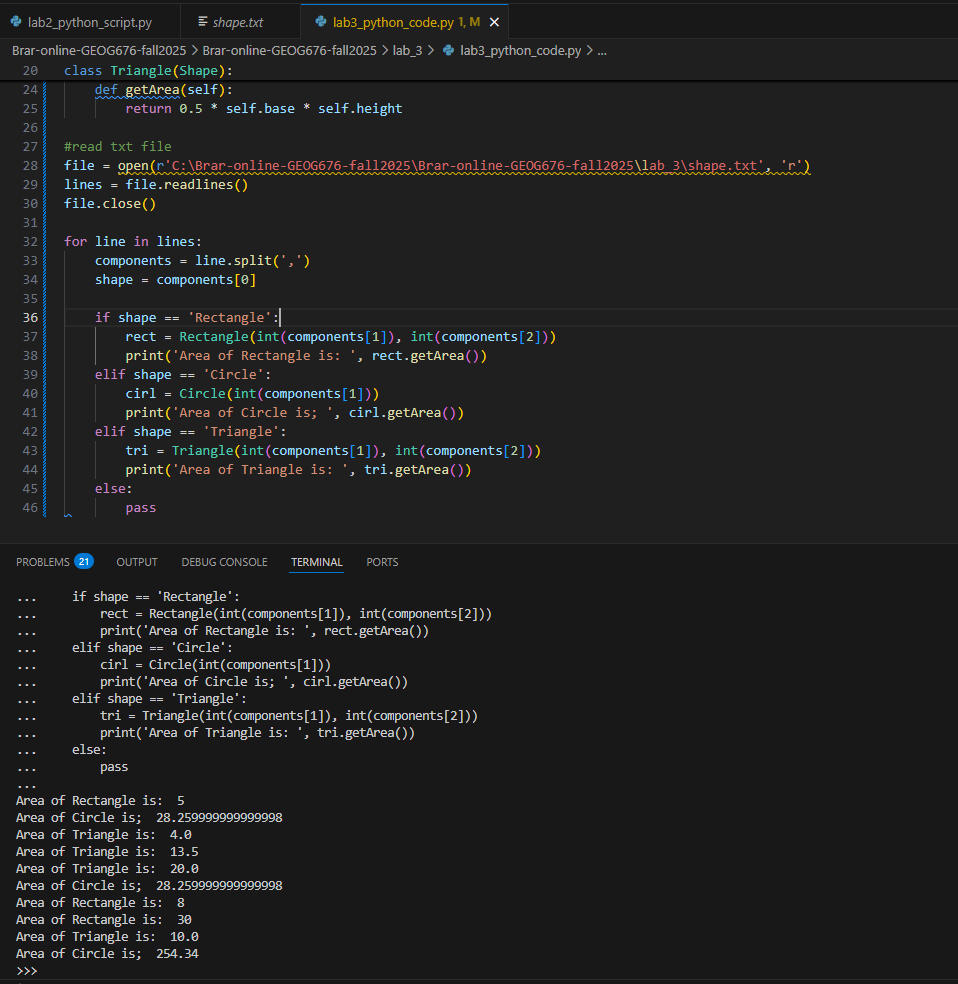 lab2_python_script.py
shape.txt
lab3_python_code.py 1, M
Brar-online-GEOG676-fall2025 > Brar-online-GEOG676-fall2025 > lab_3 > lab3_python_code.py > ...
20 class Triangle(Shape):
24     def getArea(self):
25         return 0.5 * self.base * self.height
26
27 #read txt file
28 file = open(r'C:\Brar-online-GEOG676-fall2025\Brar-online-GEOG676-fall2025\lab_3\shape.txt', 'r')
29 lines = file.readlines()
30 file.close()
31
32 for line in lines:
33     components = line.split(',')
34     shape = components[0]
35
36     if shape == 'Rectangle':
37         rect = Rectangle(int(components[1]), int(components[2]))
38         print('Area of Rectangle is: ', rect.getArea())
39     elif shape == 'Circle':
40         cirl = Circle(int(components[1]))
41         print('Area of Circle is; ', cirl.getArea())
42     elif shape == 'Triangle':
43         tri = Triangle(int(components[1]), int(components[2]))
44         print('Area of Triangle is: ', tri.getArea())
45     else:
46         pass
PROBLEMS 21 OUTPUT DEBUG CONSOLE TERMINAL PORTS
...     if shape == 'Rectangle':
...         rect = Rectangle(int(components[1]), int(components[2]))
...         print('Area of Rectangle is: ', rect.getArea())
...     elif shape == 'Circle':
...         cirl = Circle(int(components[1]))
...         print('Area of Circle is; ', cirl.getArea())
...     elif shape == 'Triangle':
...         tri = Triangle(int(components[1]), int(components[2]))
...         print('Area of Triangle is: ', tri.getArea())
...     else:
...         pass
...
Area of Rectangle is:  5
Area of Circle is;  28.259999999999998
Area of Triangle is:  4.0
Area of Triangle is:  13.5
Area of Triangle is:  20.0
Area of Circle is;  28.259999999999998
Area of Rectangle is:  8
Area of Rectangle is:  30
Area of Triangle is:  10.0
Area of Circle is;  254.34
>>>